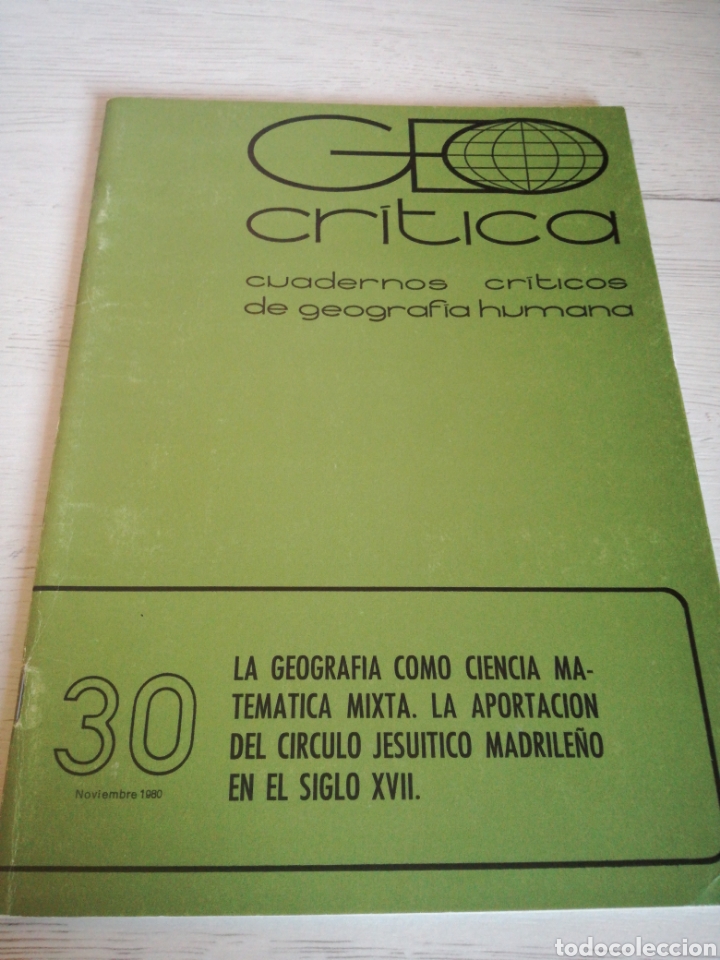 GEO
crítica
cuadernos críticos
de geografía humana
30
Noviembre 1980
LA GEOGRAFIA COMO CIENCIA MA-
TEMATICA MIXTA. LA APORTACION
DEL CIRCULO JESUITICO MADRILEÑO
EN EL SIGLO XVII.
todocoleccion